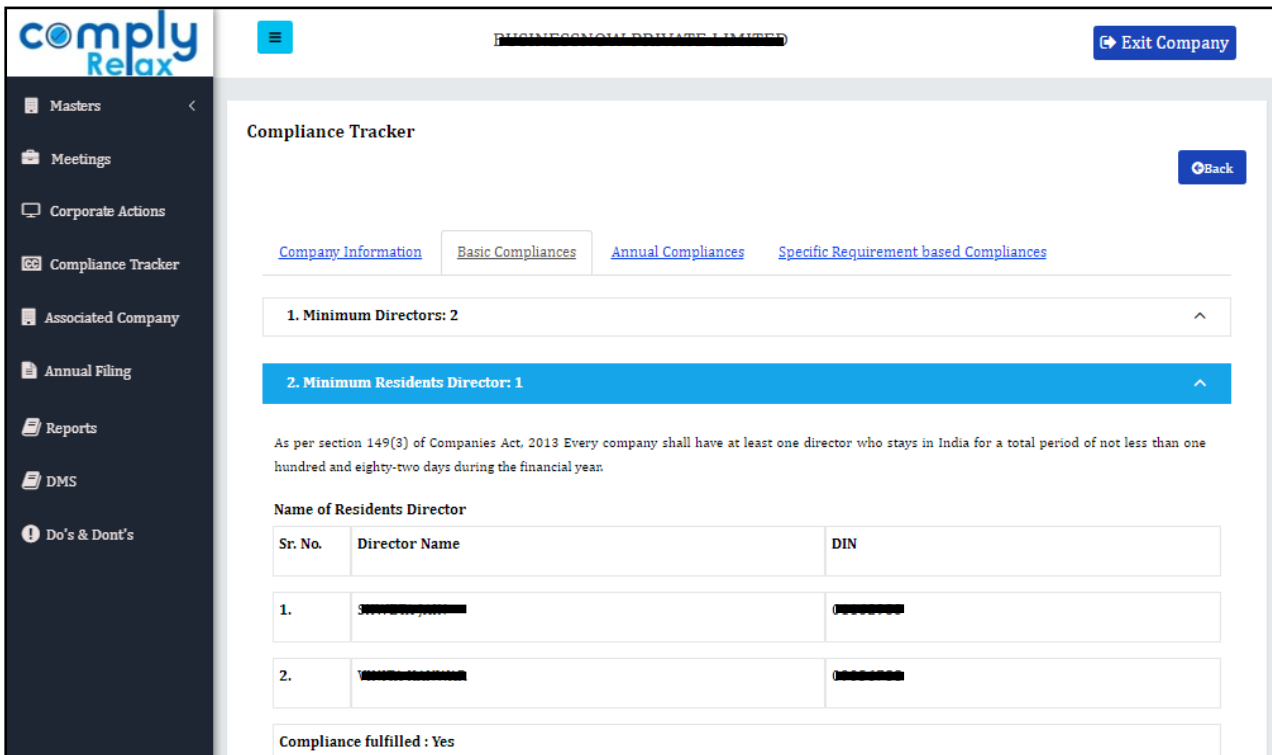 comply
Relax
Exit Company
Masters
Meetings
Corporate Actions
Compliance Tracker
Associated Company
Annual Filing
Reports
DMS
Do's & Dont's
Compliance Tracker
Back
Company Information Basic Compliances Annual Compliances Specific Requirement based Compliances
1. Minimum Directors: 2
2. Minimum Residents Director: 1
As per section 149(3) of Companies Act, 2013 Every company shall have at least one director who stays in India for a total period of not less than one
hundred and eighty-two days during the financial year.
Name of Residents Director
Sr. No. Director Name DIN
1.
2.
Compliance fulfilled : Yes